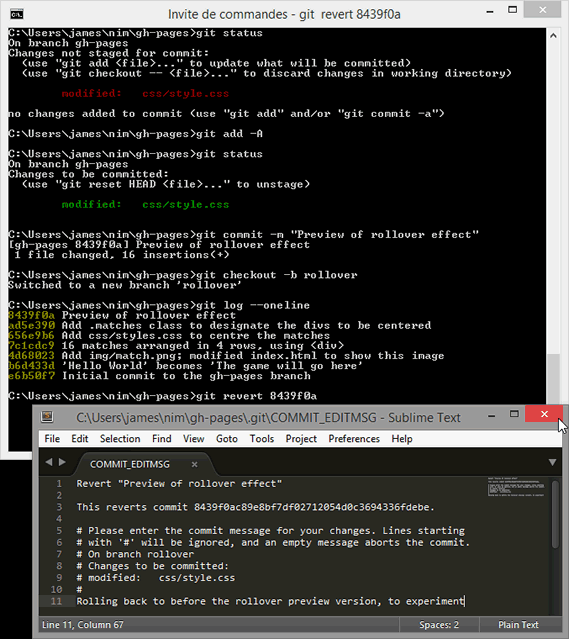 Invite de commandes - git  revert 8439f0a
C:\Users\james\nim\gh-pages>git status
On branch gh-pages
Changes not staged for commit:
  (use "git add <file>..." to update what will be committed)
  (use "git checkout -- <file>..." to discard changes in working directory)
        modified:   css/style.css
no changes added to commit (use "git add" and/or "git commit -a")
C:\Users\james\nim\gh-pages>git add -A
C:\Users\james\nim\gh-pages>git status
On branch gh-pages
Changes to be committed:
  (use "git reset HEAD <file>..." to unstage)
        modified:   css/style.css
C:\Users\james\nim\gh-pages>git commit -m "Preview of rollover effect"
[gh-pages 8439f0a] Preview of rollover effect
 1 file changed, 16 insertions(+)
C:\Users\james\nim\gh-pages>git checkout -b rollover
Switched to a new branch 'rollover'
C:\Users\james\nim\gh-pages>git log --oneline
8439f0a Preview of rollover effect
ad5e390 Add .matches class to designate the divs to be centered
656e9b6 Add css/styles.css to centre the matches
7c1cdc9 16 matches arranged in 4 rows, using <div>
4d68023 Add img/match.png; modified index.html to show this image
b6d433d 'Hello World' becomes 'The game will go here'
e6b50f7 Initial commit to the gh-pages branch
C:\Users\james\nim\gh-pages>git revert 8439f0a
C:\Users\james\nim\gh-pages\.git\COMMIT_EDITMSG - Sublime Text
File Edit Selection Find View Goto Tools Project Preferences Help
COMMIT_EDITMSG
1 Revert "Preview of rollover effect"
2
3 This reverts commit 8439f0ac89e8bf7df02712054d0c3694336fdebe.
4
5 # Please enter the commit message for your changes. Lines starting
6 # with '#' will be ignored, and an empty message aborts the commit.
7 # On branch rollover
8 # Changes to be committed:
9 # modified:   css/style.css
10 #
11 Rolling back to before the rollover preview version, to experiment
Line 11, Column 67 Spaces: 2 Plain Text